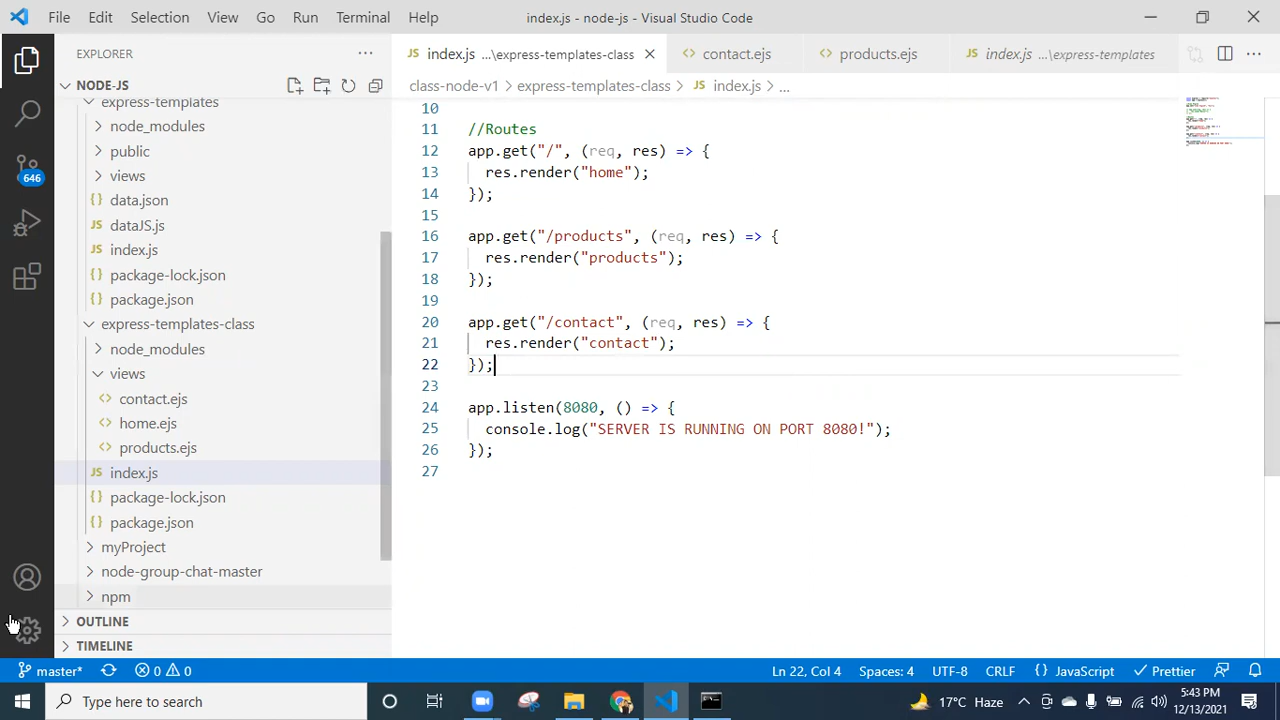 File Edit Selection View Go Run Terminal Help index.js - node-js - Visual Studio Code
EXPLORER
index.js ...\express-templates-class
contact.ejs
products.ejs
index.js ...\express-templates
NODE-JS
class-node-v1 > express-templates-class > JS index.js > ...
express-templates
node_modules
public
views
{} data.json
JS dataJS.js
JS index.js
{} package-lock.json
{} package.json
express-templates-class
node_modules
views
<> contact.ejs
<> home.ejs
<> products.ejs
JS index.js
{} package-lock.json
{} package.json
myProject
node-group-chat-master
npm
OUTLINE
TIMELINE
646
10
11 //Routes
12 app.get("/", (req, res) => {
13 res.render("home");
14 });
15
16 app.get("/products", (req, res) => {
17 res.render("products");
18 });
19
20 app.get("/contact", (req, res) => {
21 res.render("contact");
22 });
23
24 app.listen(8080, () => {
25 console.log("SERVER IS RUNNING ON PORT 8080!");
26 });
27
master* 0 0 Ln 22, Col 4 Spaces: 4 UTF-8 CRLF {} JavaScript Prettier
Type here to search
17°C Haze
5:43 PM
12/13/2021